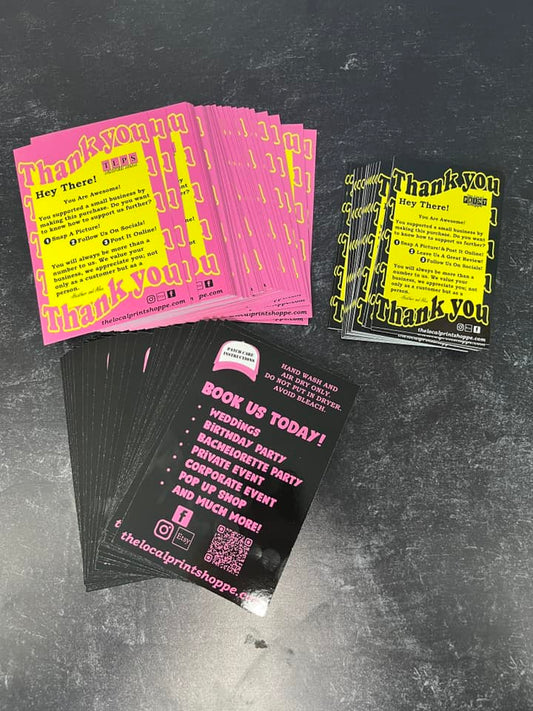 Thank you
TLPS
Hey There!
You Are Awesome!
You supported a small business by
making this purchase. Do you want
to know how to support us further?
1 Snap A Picture!
2 Follow Us On Socials!
3 Post It Online!
You will always be more than a
number to us. We value your
business, we appreciate you; not
only as a customer but as a
person.
Thank you
thelocalprintshoppe.com
Thank you
PRINT
Hey There!
You Are Awesome!
You supported a small business by
making this purchase. Do you want
to know how to support us further?
1 Snap A Picture & Post It Online!
2 Leave Us A Great Review!
3 Follow Us On Socials!
You will always be more than a
number to us. We value your
business, we appreciate you; not
only as a customer but as a
person.
Thank you
thelocalprintshoppe.com
PATCH CARE
INSTRUCTIONS
HAND WASH AND
AIR DRY ONLY.
DO NOT PUT IN DRYER.
AVOID BLEACH.
BOOK US TODAY!
• WEDDINGS
• BIRTHDAY PARTY
• BACHELORETTE PARTY
• PRIVATE EVENT
• CORPORATE EVENT
• POP UP SHOP
• AND MUCH MORE!
Etsy
thelocalprintshoppe.com